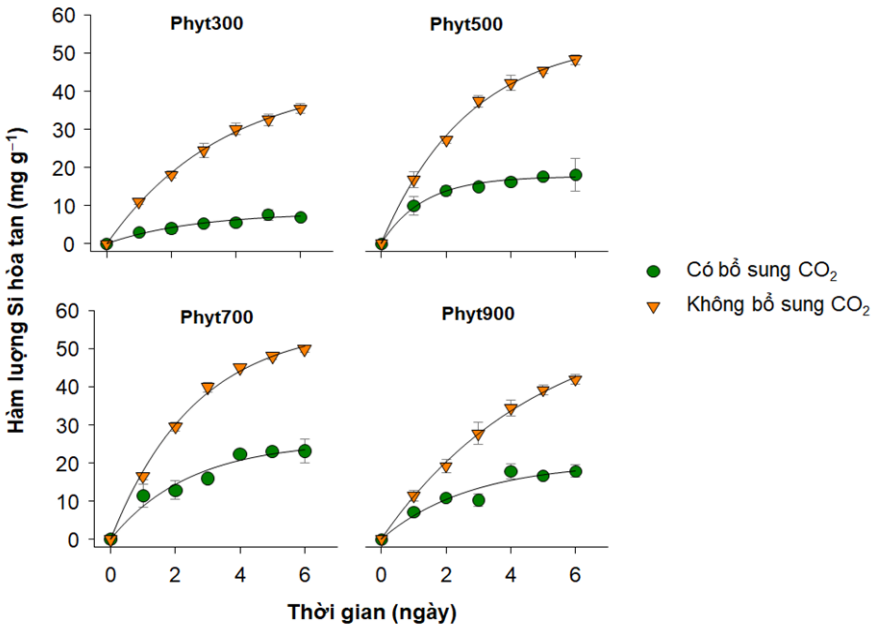 Hàm lượng Si hòa tan (mg g⁻¹)
Phyt300
60
50
40
30
20
10
0
Phyt500
Phyt700
60
50
40
30
20
10
0
0 2 4 6
Phyt900
0 2 4 6
Thời gian (ngày)
Có bổ sung CO₂
Không bổ sung CO₂